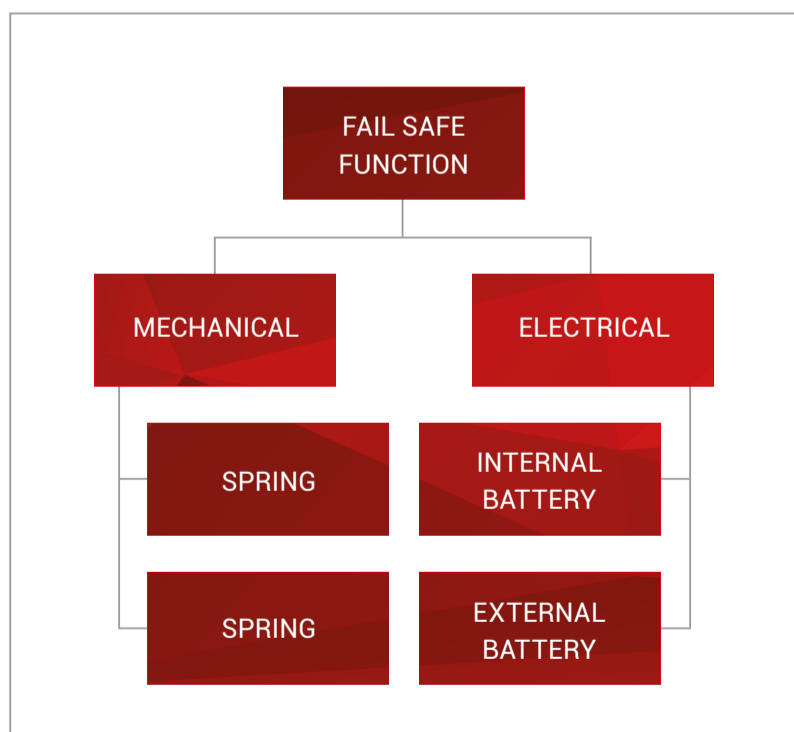 FAIL SAFE
FUNCTION
MECHANICAL
ELECTRICAL
SPRING
INTERNAL
BATTERY
SPRING
EXTERNAL
BATTERY